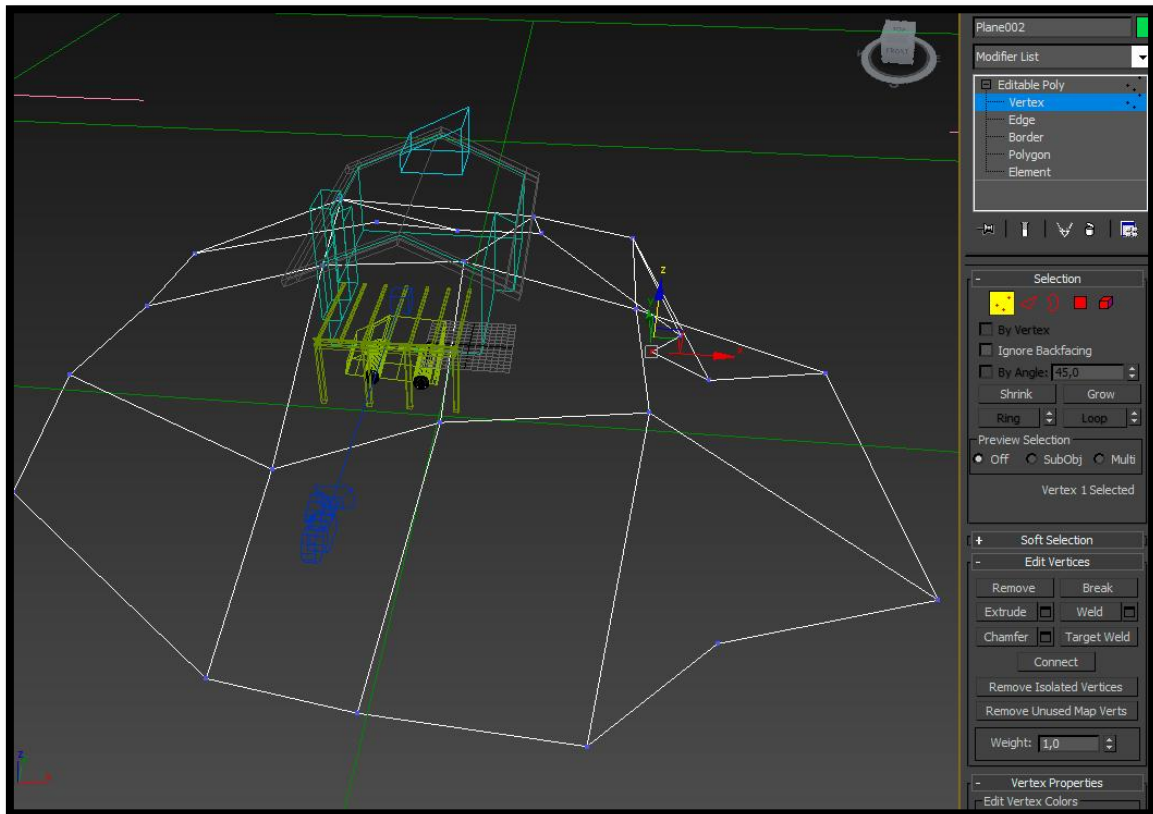 Plane002
Modifier List
Editable Poly
Vertex
Edge
Border
Polygon
Element
Selection
By Vertex
Ignore Backfacing
By Angle: 45,0
Shrink Grow
Ring Loop
Preview Selection
Off SubObj Multi
Vertex 1 Selected
Soft Selection
Edit Vertices
Remove Break
Extrude Weld
Chamfer Target Weld
Connect
Remove Isolated Vertices
Remove Unused Map Verts
Weight: 1,0
Vertex Properties
Edit Vertex Colors
FRONT
z
z